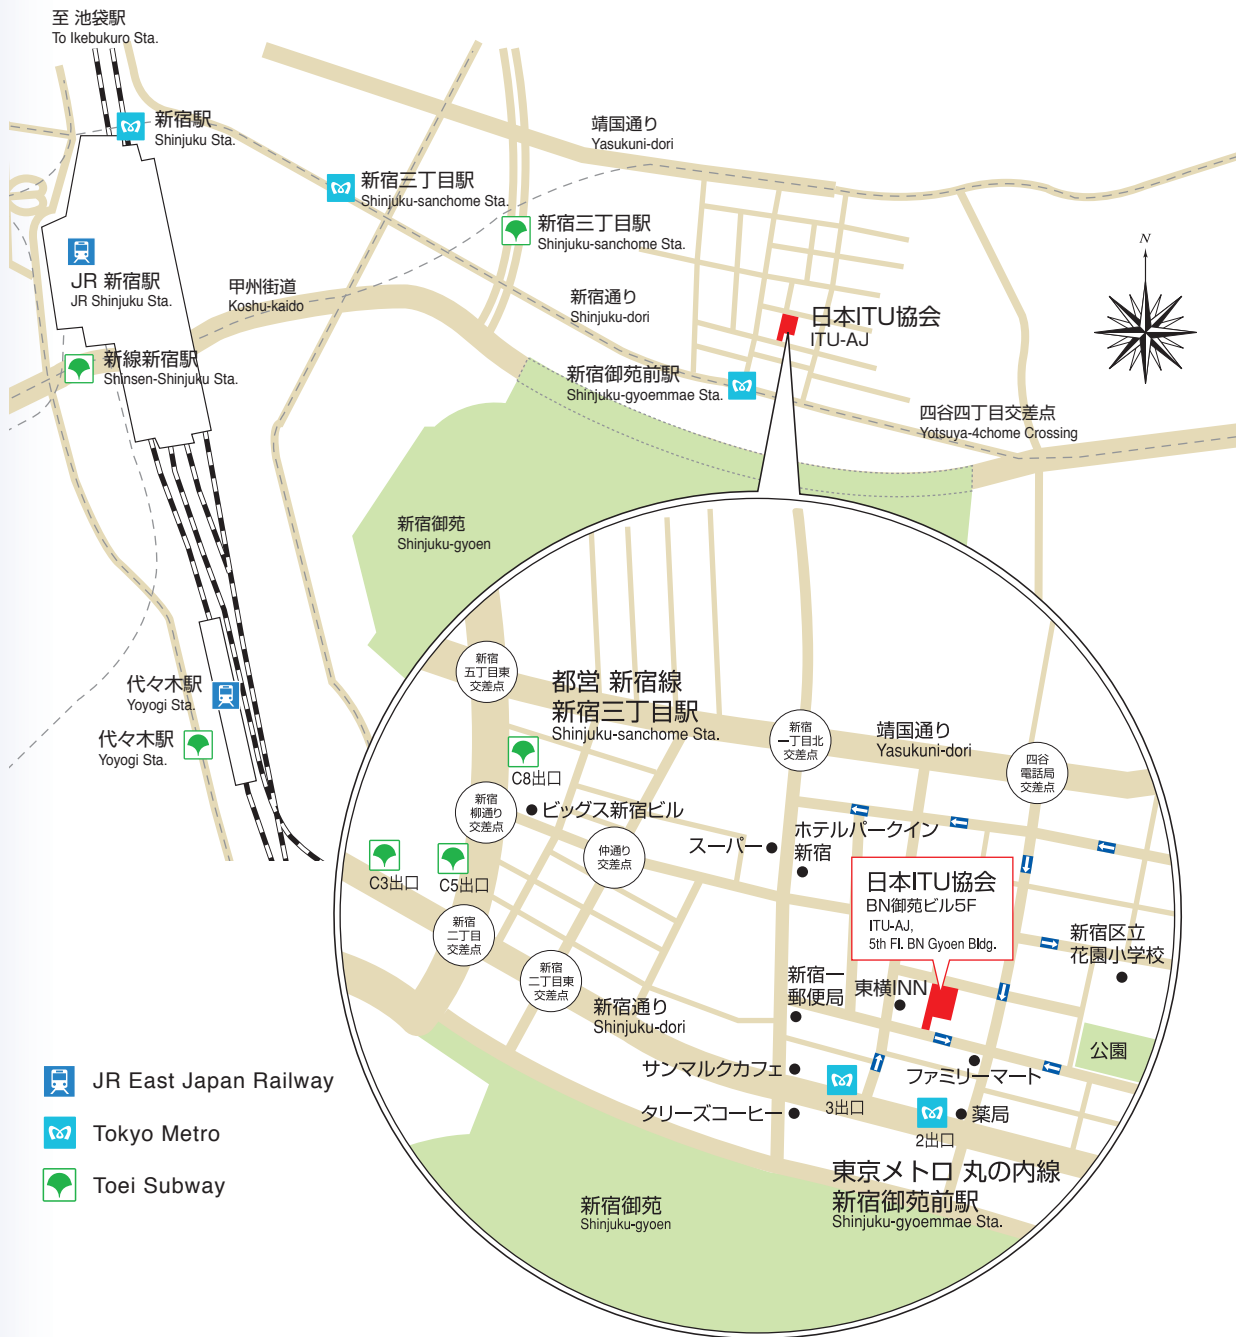 至 池袋駅
To Ikebukuro Sta.
新宿駅
Shinjuku Sta.
靖国通り
Yasukuni-dori
新宿三丁目駅
Shinjuku-sanchome Sta.
新宿三丁目駅
Shinjuku-sanchome Sta.
N
JR 新宿駅
JR Shinjuku Sta.
甲州街道
Koshu-kaido
新宿通り
Shinjuku-dori
日本ITU協会
ITU-AJ
新線新宿駅
Shinsen-Shinjuku Sta.
新宿御苑前駅
Shinjuku-gyoemmae Sta.
四谷四丁目交差点
Yotsuya-4chome Crossing
新宿御苑
Shinjuku-gyoen
代々木駅
Yoyogi Sta.
代々木駅
Yoyogi Sta.
新宿
五丁目東
交差点
都営 新宿線
新宿三丁目駅
Shinjuku-sanchome Sta.
新宿
一丁目北
交差点
靖国通り
Yasukuni-dori
四谷
電話局
交差点
C8出口
新宿
柳通り
交差点
ビッグス新宿ビル
仲通り
交差点
スーパー
ホテルパークイン
新宿
C3出口
C5出口
日本ITU協会
BN御苑ビル5F
ITU-AJ,
5th Fl. BN Gyoen Bldg.
新宿
二丁目
交差点
新宿区立
花園小学校
新宿
二丁目東
交差点
新宿一
郵便局
東横INN
新宿通り
Shinjuku-dori
公園
サンマルクカフェ
ファミリーマート
3出口
タリーズコーヒー
薬局
2出口
東京メトロ 丸の内線
新宿御苑前駅
Shinjuku-gyoemmae Sta.
新宿御苑
Shinjuku-gyoen
JR East Japan Railway
Tokyo Metro
Toei Subway